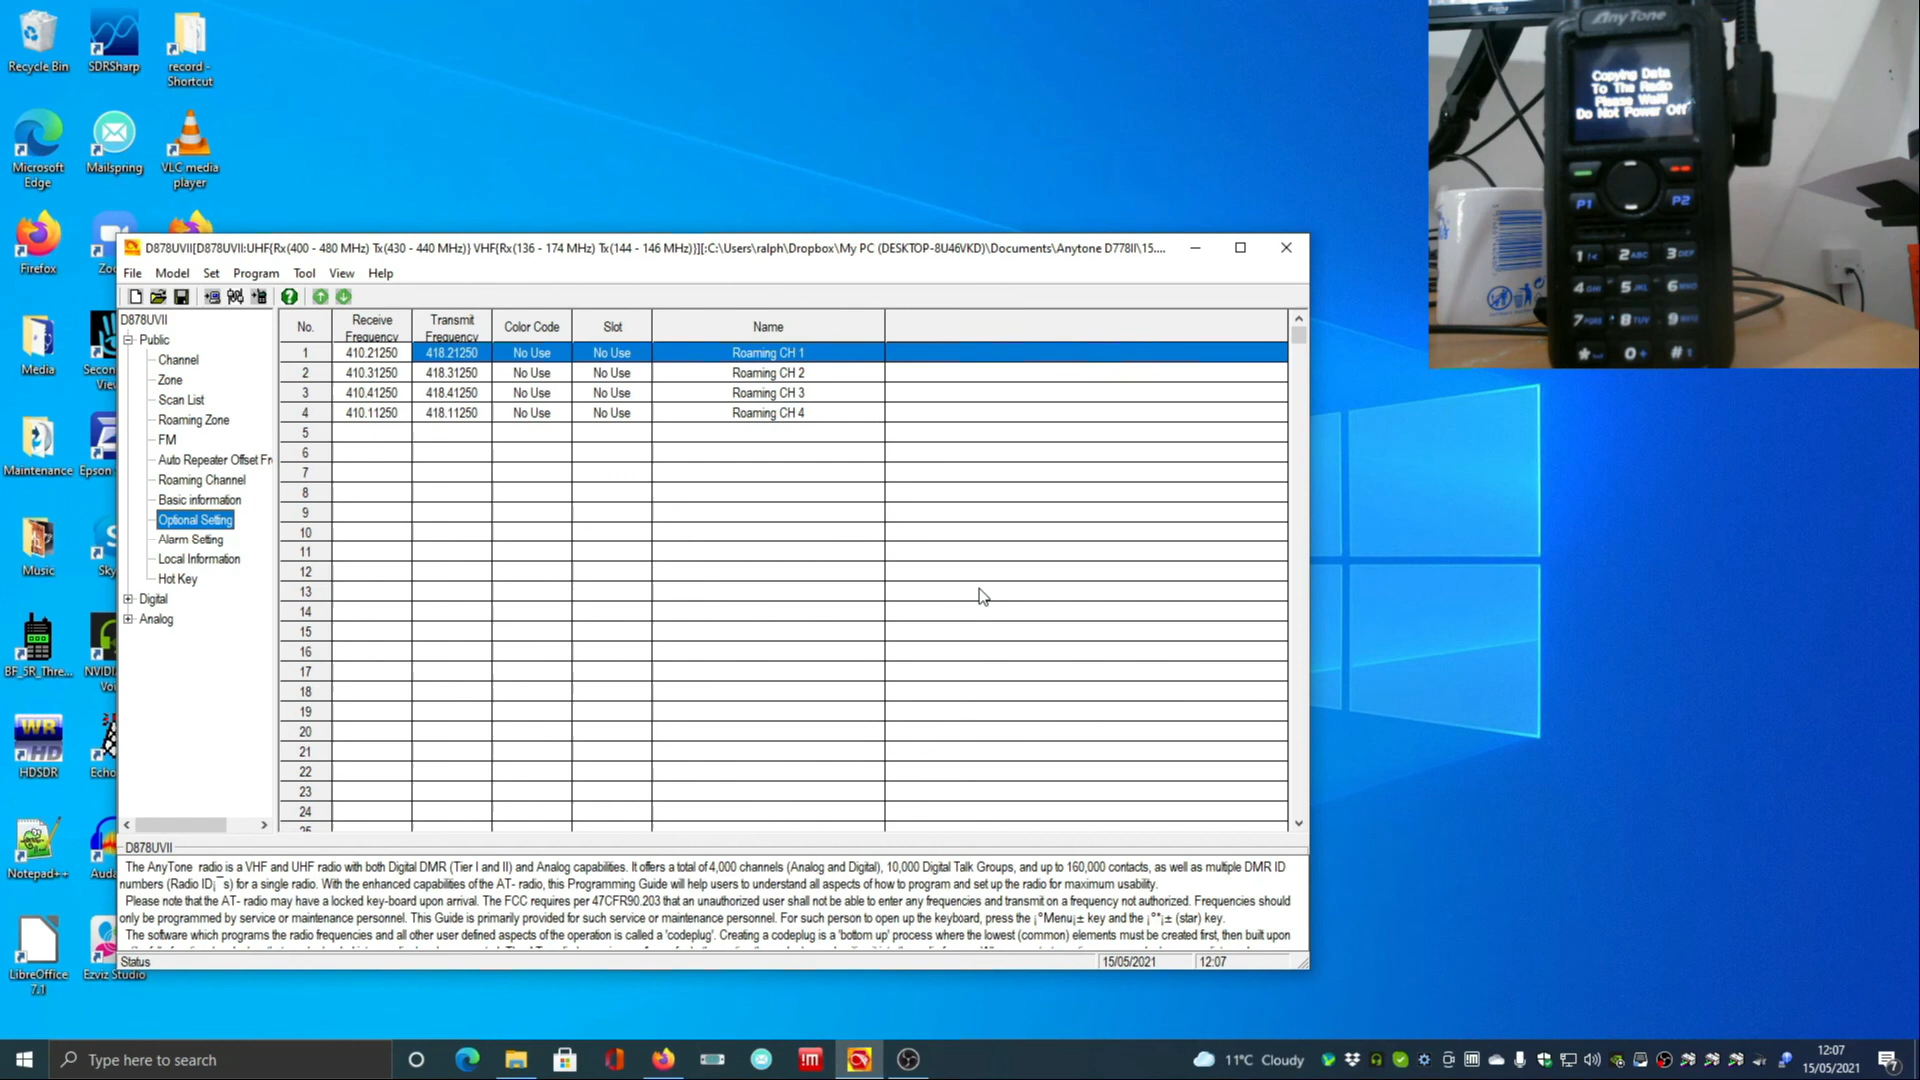 Recycle Bin
SDRSharp
record -
Shortcut
Microsoft
Edge
Mailspring
VLC media
player
Firefox
Media
Maintenance
Epson
Music
BF_5R_Thre...
HDSDR
Notepad++
LibreOffice
7.1
Ezviz Studio
D878UVII[D878UVII:UHF{Rx(400 - 480 MHz) Tx(430 - 440 MHz)} VHF{Rx(136 - 174 MHz) Tx(144 - 146 MHz)}][:C:\Users\ralph\Dropbox\My PC (DESKTOP-8U46VKD)\Documents\Anytone D778II\15....
File Model Set Program Tool View Help
D878UVII
Public
Channel
Zone
Scan List
Roaming Zone
FM
Auto Repeater Offset Fr
Roaming Channel
Basic information
Optional Setting
Alarm Setting
Local Information
Hot Key
Digital
Analog
No. Receive Frequency Transmit Frequency Color Code Slot Name
1 410.21250 418.21250 No Use No Use Roaming CH 1
2 410.31250 418.31250 No Use No Use Roaming CH 2
3 410.41250 418.41250 No Use No Use Roaming CH 3
4 410.11250 418.11250 No Use No Use Roaming CH 4
5
6
7
8
9
10
11
12
13
14
15
16
17
18
19
20
21
22
23
24
25
D878UVII
The AnyTone radio is a VHF and UHF radio with both Digital DMR (Tier I and II) and Analog capabilities. It offers a total of 4,000 channels (Analog and Digital), 10,000 Digital Talk Groups, and up to 160,000 contacts, as well as multiple DMR ID
numbers (Radio ID¡¯s) for a single radio. With the enhanced capabilities of the AT- radio, this Programming Guide will help users to understand all aspects of how to program and set up the radio for maximum usability.
Please note that the AT- radio may have a locked key-board upon arrival. The FCC requires per 47CFR90.203 that an unauthorized user shall not be able to enter any frequencies and transmit on a frequency not authorized. Frequencies should
only be programmed by service or maintenance personnel. This Guide is primarily provided for such service or maintenance personnel. For such person to open up the keyboard, press the ¡°Menu¡± key and the ¡°*¡± (star) key.
The software which programs the radio frequencies and all other user defined aspects of the operation is called a 'codeplug'. Creating a codeplug is a 'bottom up' process where the lowest (common) elements must be created first, then built upon
Status
15/05/2021 12:07
AnyTone
Copying Data
To The Radio
Please Wait!
Do Not Power Off
P1 P2
1 2ABC 3DEF
4GHI 5JKL 6MNO
7PQRS 8TUV 9WXYZ
* 0+ #
Type here to search
11°C Cloudy
12:07
15/05/2021
7